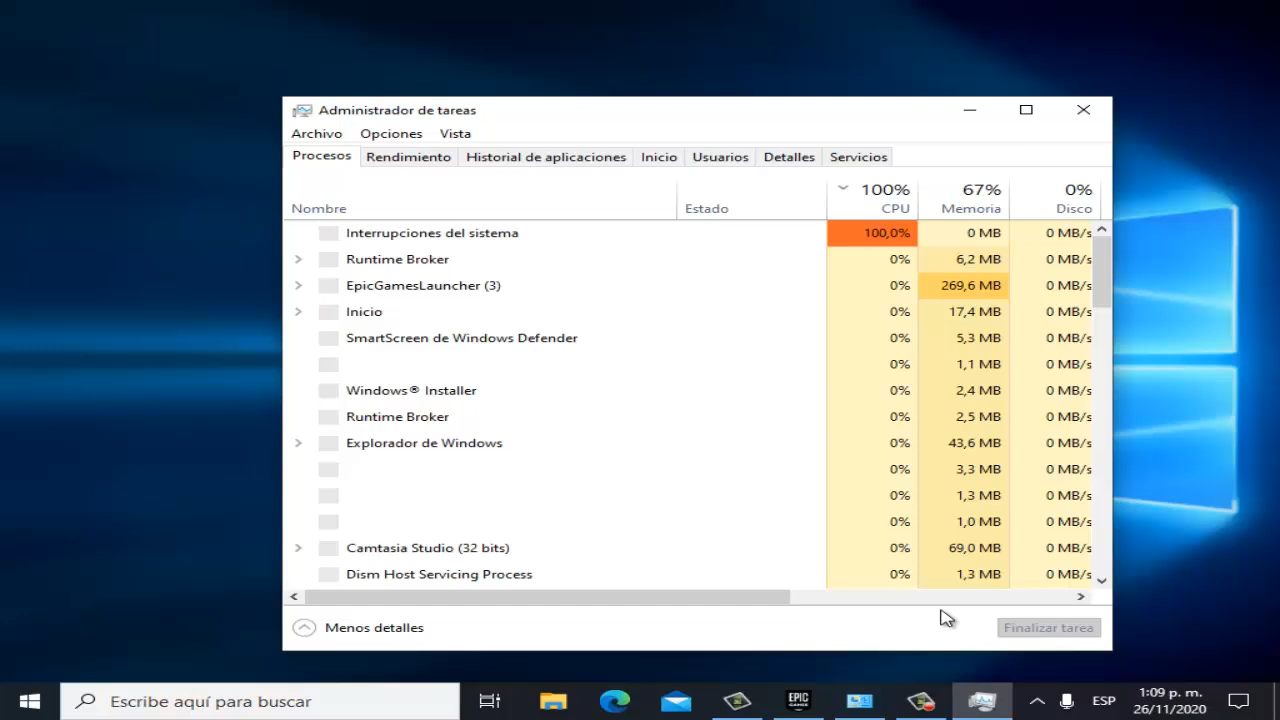 Administrador de tareas
Archivo Opciones Vista
Procesos Rendimiento Historial de aplicaciones Inicio Usuarios Detalles Servicios
100% 67% 0%
Nombre Estado CPU Memoria Disco
Interrupciones del sistema 100,0% 0 MB 0 MB/s
Runtime Broker 0% 6,2 MB 0 MB/s
EpicGamesLauncher (3) 0% 269,6 MB 0 MB/s
Inicio 0% 17,4 MB 0 MB/s
SmartScreen de Windows Defender 0% 5,3 MB 0 MB/s
0% 1,1 MB 0 MB/s
Windows® Installer 0% 2,4 MB 0 MB/s
Runtime Broker 0% 2,5 MB 0 MB/s
Explorador de Windows 0% 43,6 MB 0 MB/s
0% 3,3 MB 0 MB/s
0% 1,3 MB 0 MB/s
0% 1,0 MB 0 MB/s
Camtasia Studio (32 bits) 0% 69,0 MB 0 MB/s
Dism Host Servicing Process 0% 1,3 MB 0 MB/s
Menos detalles Finalizar tarea
Escribe aquí para buscar
EPIC
GAMES
ESP
1:09 p. m.
26/11/2020